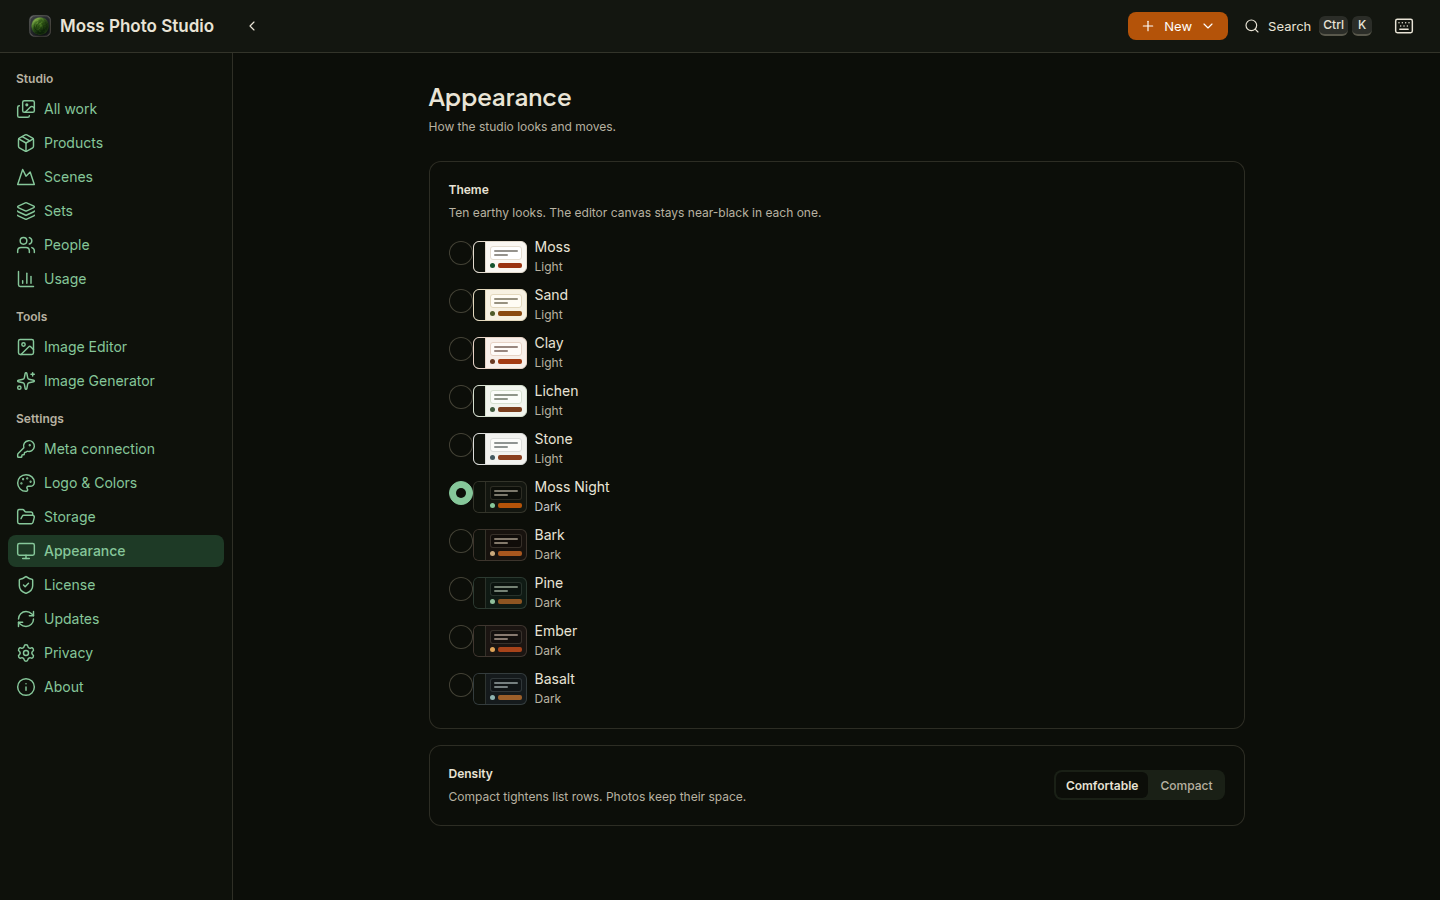 Moss Photo Studio
New
Search Ctrl K
Studio
All work
Products
Scenes
Sets
People
Usage
Tools
Image Editor
Image Generator
Settings
Meta connection
Logo & Colors
Storage
Appearance
License
Updates
Privacy
About
Appearance
How the studio looks and moves.
Theme
Ten earthy looks. The editor canvas stays near-black in each one.
Moss
Light
Sand
Light
Clay
Light
Lichen
Light
Stone
Light
Moss Night
Dark
Bark
Dark
Pine
Dark
Ember
Dark
Basalt
Dark
Density
Compact tightens list rows. Photos keep their space.
Comfortable
Compact